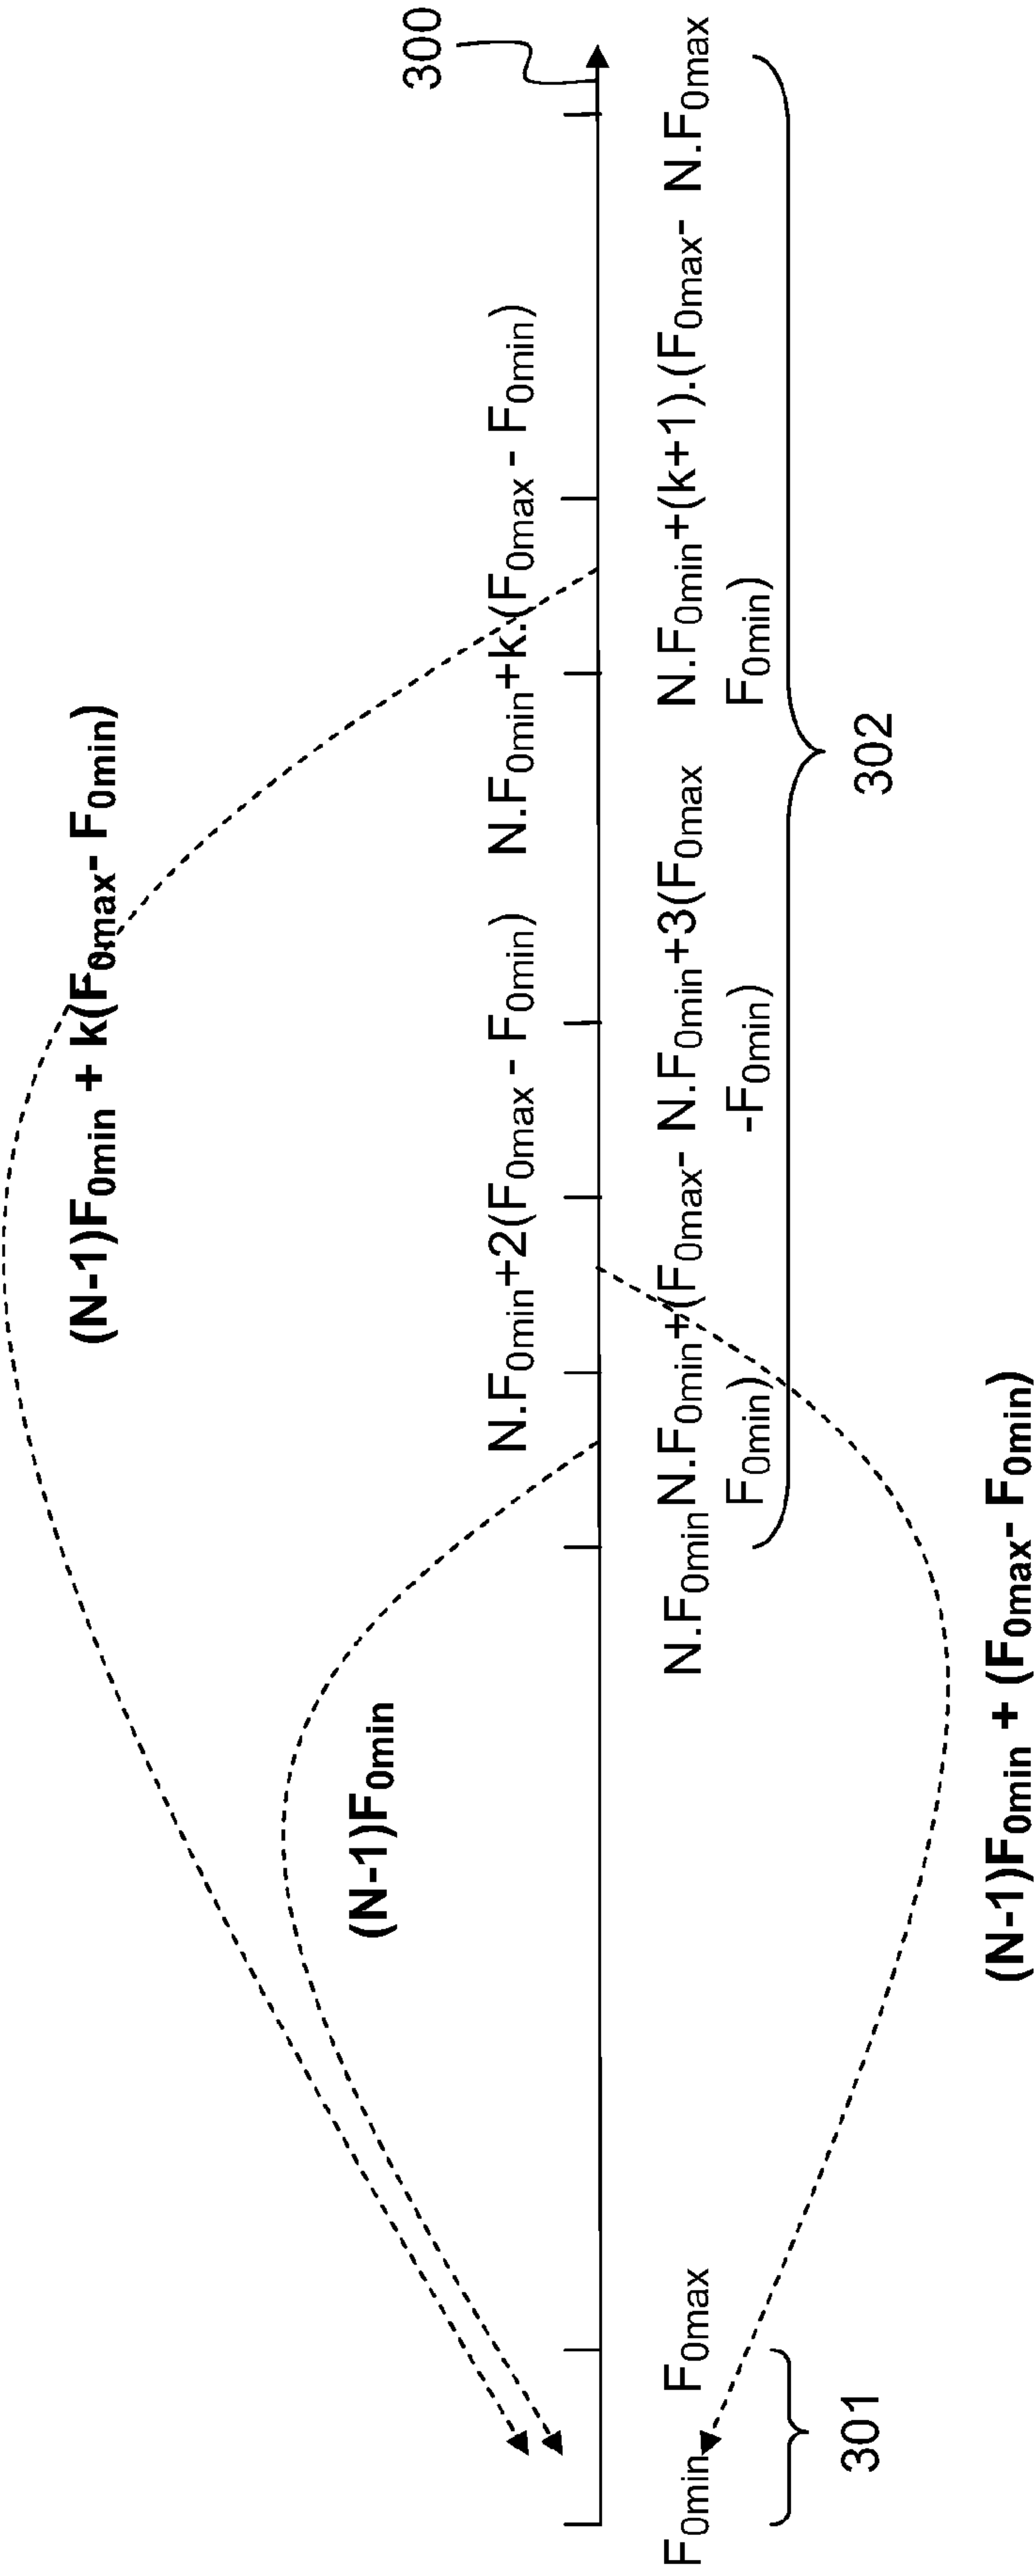 300
(N-1)F0min + k(F0max- F0min)
(N-1)F0min
N.F0min+2(F0max - F0min)
N.F0min+k.(F0max - F0min)
F0min
F0max
N.F0min
N.F0min+(F0max-
F0min)
N.F0min+3(F0max
-F0min)
N.F0min+(k+1).(F0max-
F0min)
N.F0max
301
302
(N-1)F0min + (F0max- F0min)